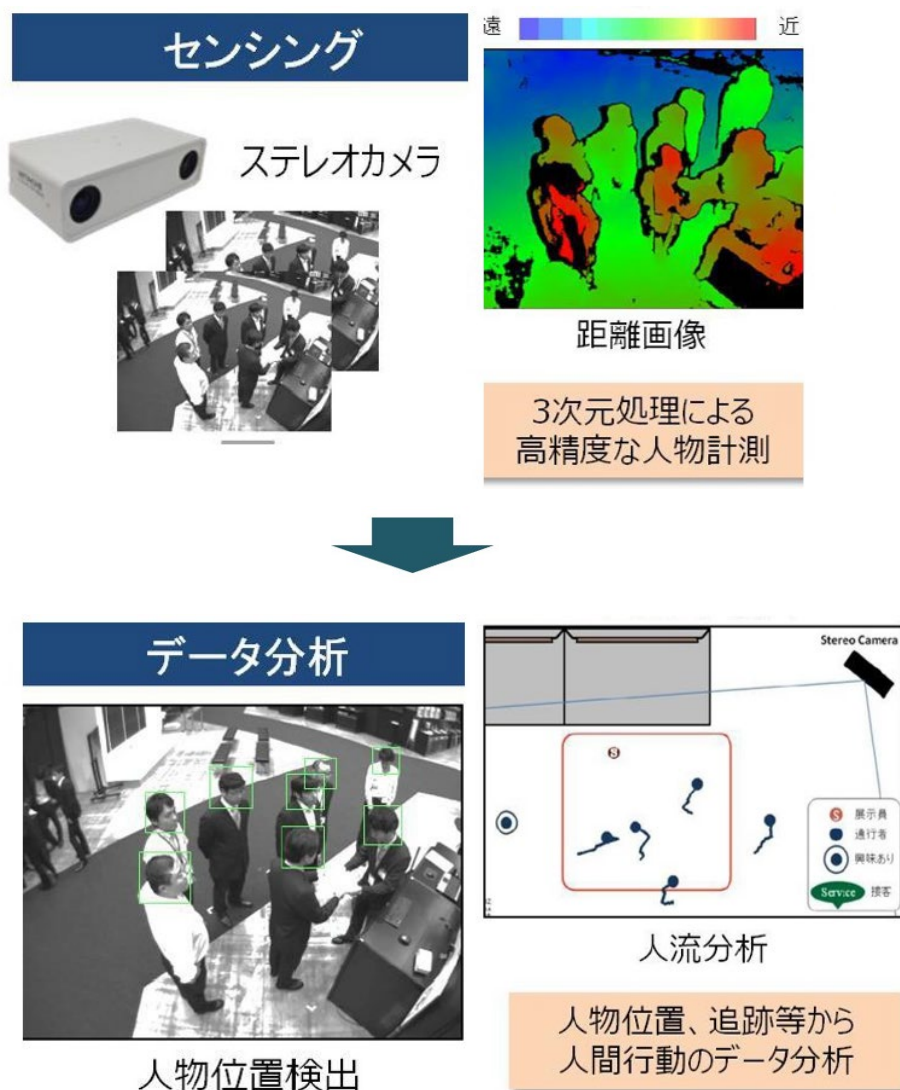 センシング
ステレオカメラ
遠 近
距離画像
3次元処理による
高精度な人物計測
データ分析
人物位置検出
Stereo Camera
S
S 展示員
通行者
興味あり
Service 接客
人流分析
人物位置、追跡等から
人間行動のデータ分析